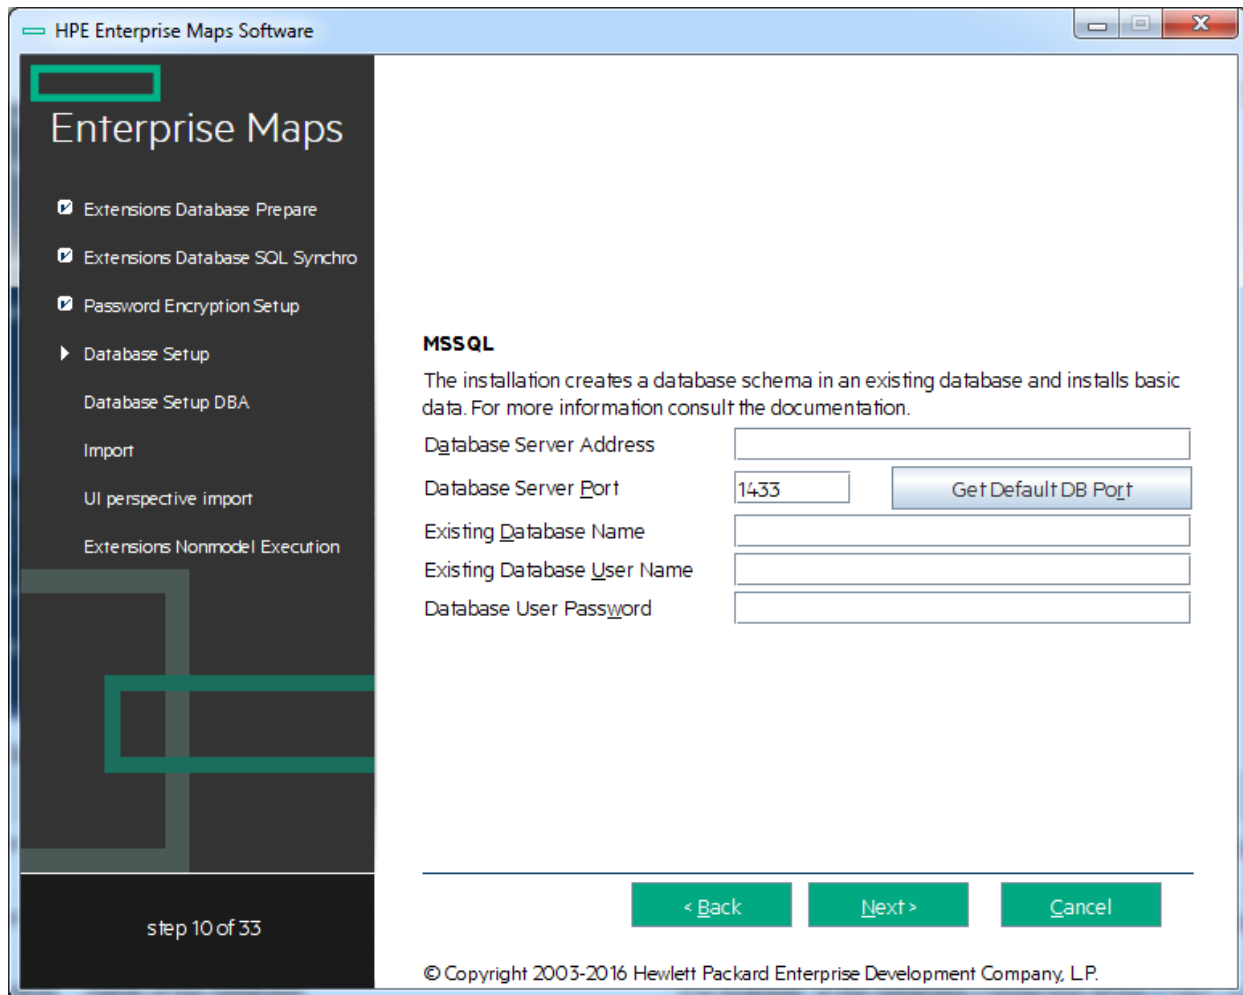 HPE Enterprise Maps Software
Enterprise Maps
Extensions Database Prepare
Extensions Database SQL Synchro
Password Encryption Setup
Database Setup
Database Setup DBA
Import
UI perspective import
Extensions Nonmodel Execution
step 10 of 33
MSSQL
The installation creates a database schema in an existing database and installs basic
data. For more information consult the documentation.
Database Server Address
Database Server Port 1433 Get Default DB Port
Existing Database Name
Existing Database User Name
Database User Password
< Back Next > Cancel
© Copyright 2003-2016 Hewlett Packard Enterprise Development Company, L.P.